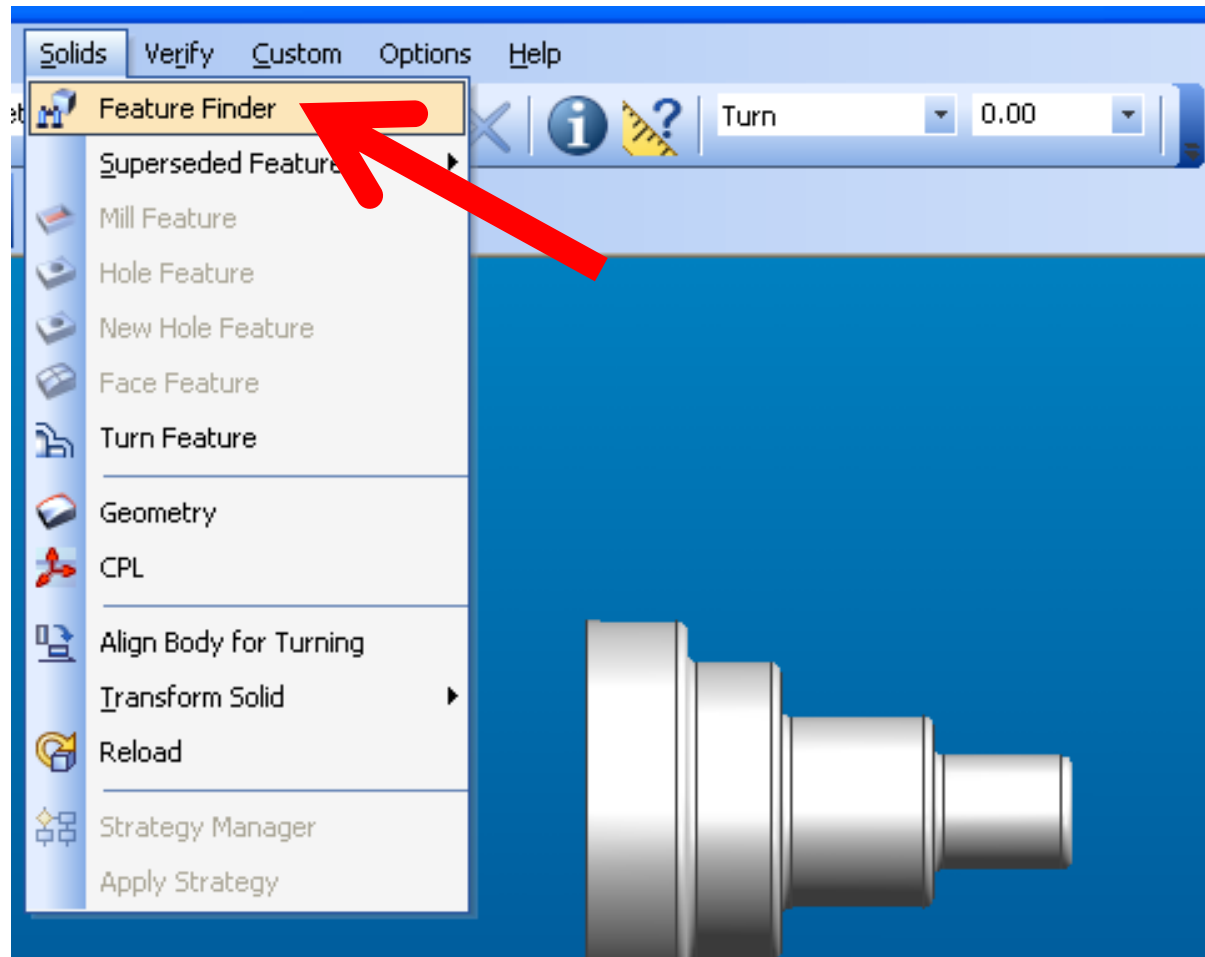 Solids Verify Custom Options Help
Feature Finder
Turn 0.00
Superseded Feature
Mill Feature
Hole Feature
New Hole Feature
Face Feature
Turn Feature
Geometry
CPL
Align Body for Turning
Transform Solid
Reload
Strategy Manager
Apply Strategy